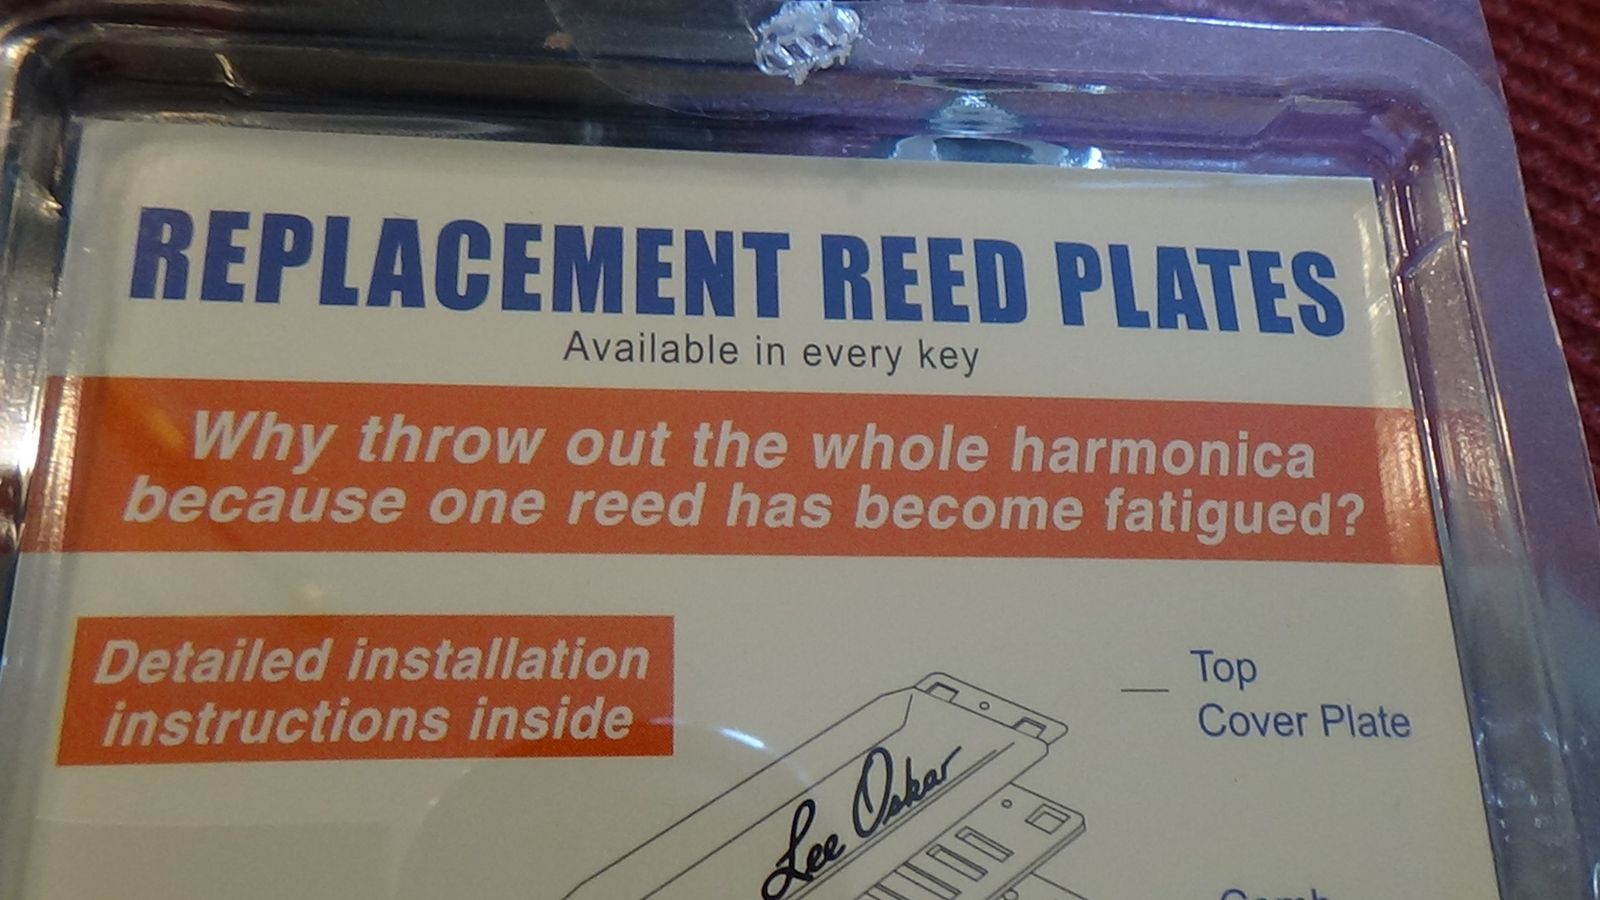 REPLACEMENT REED PLATES
Available in every key
Why throw out the whole harmonica
because one reed has become fatigued?
Detailed installation
instructions inside
Top
Cover Plate
Lee Oskar
Comb